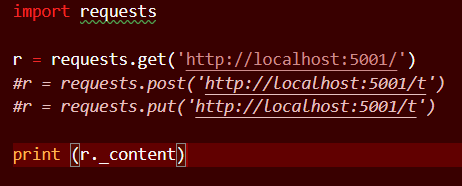 import requests
r = requests.get('http://localhost:5001/')
#r = requests.post('http://localhost:5001/t')
#r = requests.put('http://localhost:5001/t')
print (r._content)